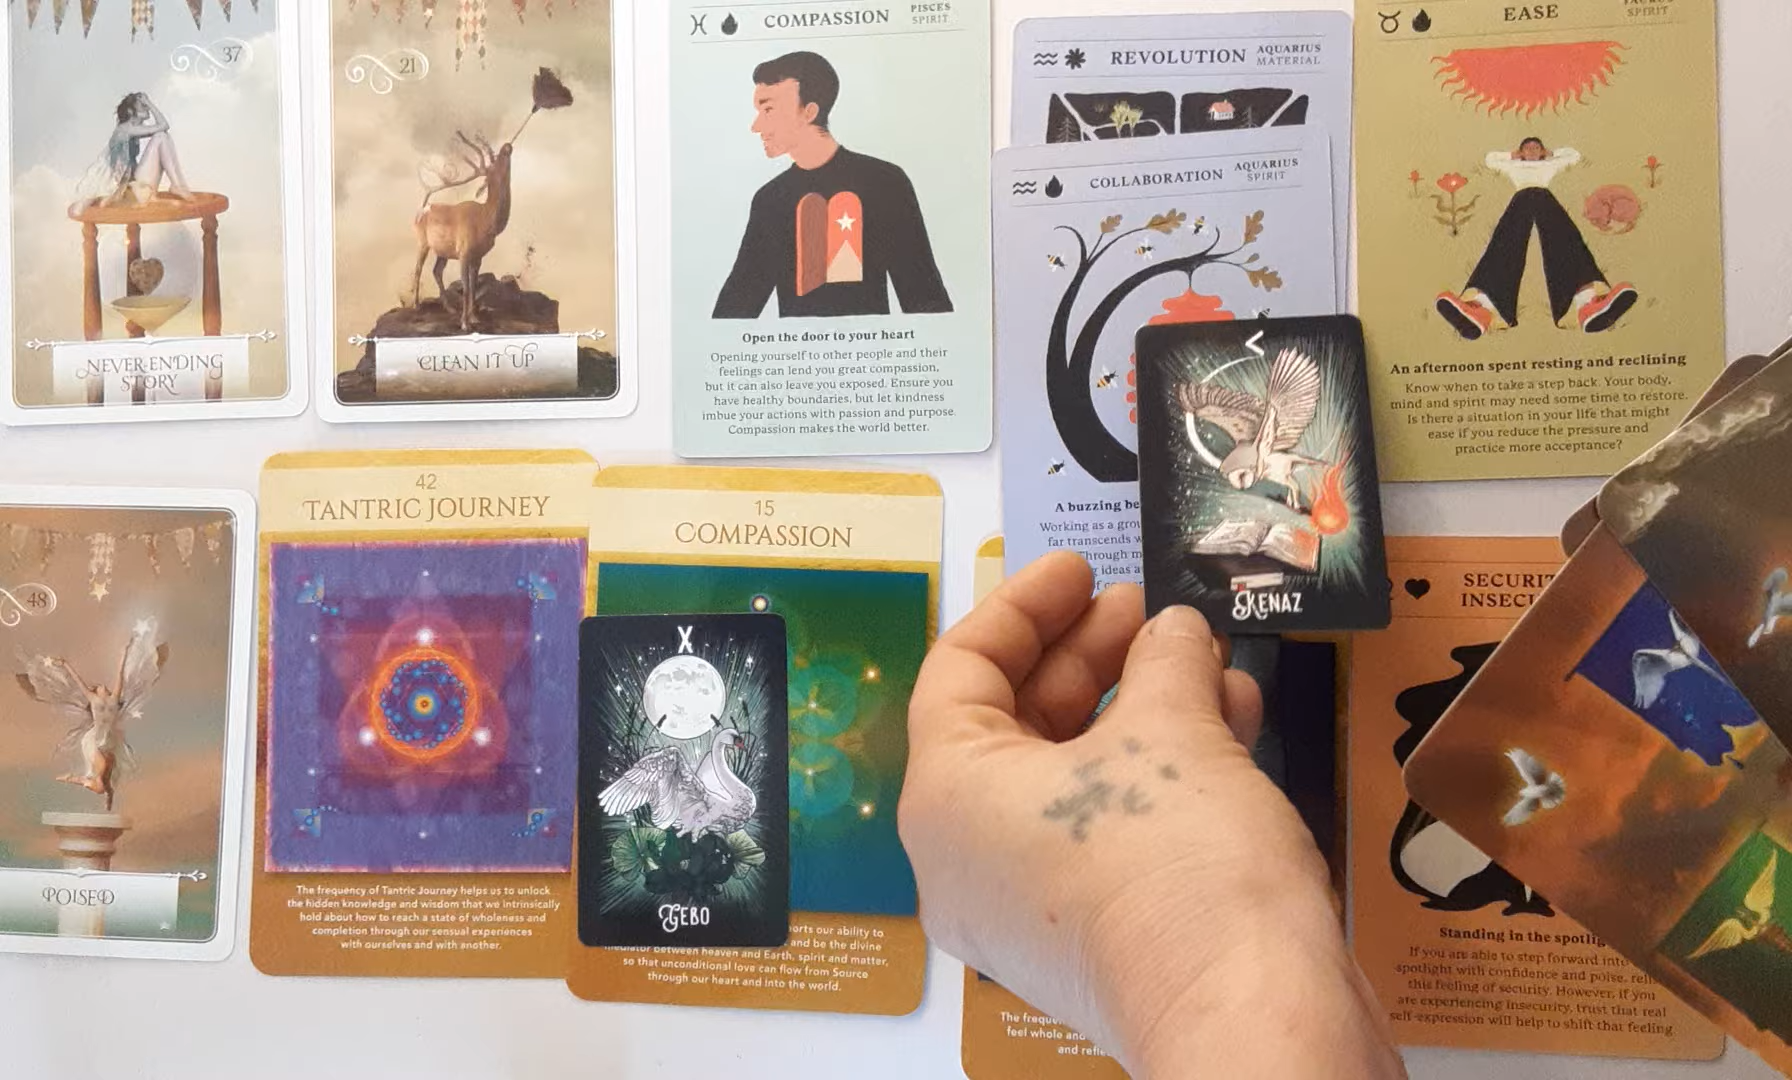 37
NEVER-ENDING
STORY
21
CLEAN IT UP
COMPASSION
PISCES
SPIRIT
Open the door to your heart
Opening yourself to other people and their
feelings can lend you great compassion,
but it can also leave you exposed. Ensure you
have healthy boundaries, but let kindness
imbue your actions with passion and purpose.
Compassion makes the world better.
REVOLUTION
AQUARIUS
MATERIAL
COLLABORATION
AQUARIUS
SPIRIT
A buzzing
Working as a
far transcends
Through
ideas
EASE
SPIRIT
An afternoon spent resting and reclining
Know when to take a step back. Your body,
mind and spirit may need some time to restore.
Is there a situation in your life that might
ease if you reduce the pressure and
practice more acceptance?
KENAZ
48
POISED
42
TANTRIC JOURNEY
The frequency of Tantric Journey helps us to unlock
the hidden knowledge and wisdom that we intrinsically
hold about how to reach a state of wholeness and
completion through our sensual experiences
with ourselves and with another.
15
COMPASSION
X
GEBO
our ability to
and be the divine
mediator between heaven and Earth, spirit and matter,
so that unconditional love can flow from Source
through our heart and into the world.
The
feel whole and
and
Standing in the
If you are able to step forward into
spotlight with confidence and poise,
this feeling of security. However, if you
are experiencing insecurity, trust that real
self-expression will help to shift that feeling